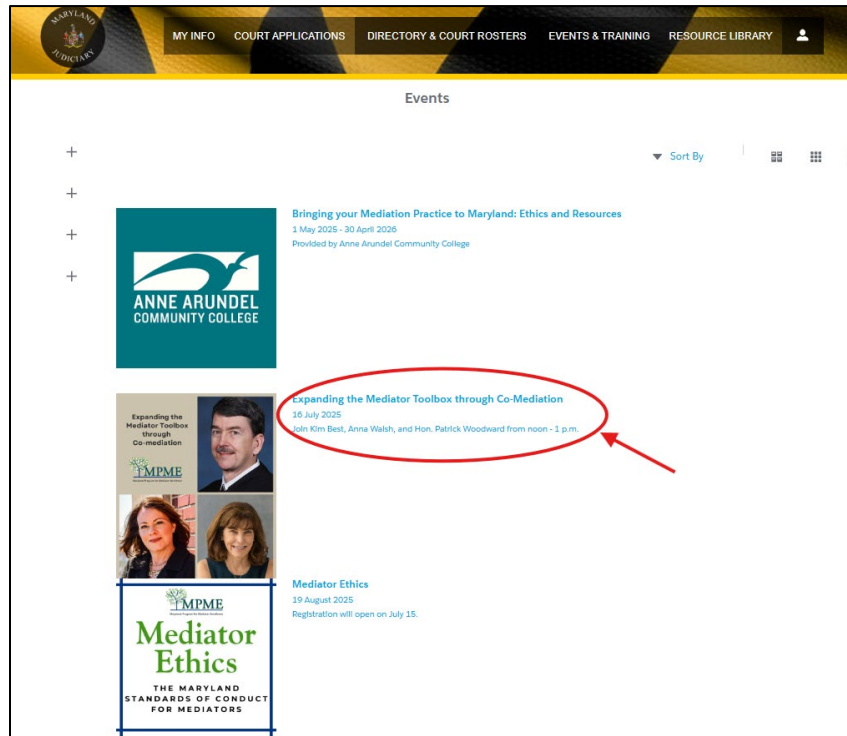 MARYLAND
JUDICIARY
MY INFO COURT APPLICATIONS DIRECTORY & COURT ROSTERS EVENTS & TRAINING RESOURCE LIBRARY
Events
Sort By
Bringing your Mediation Practice to Maryland: Ethics and Resources
1 May 2025 - 30 April 2026
Provided by Anne Arundel Community College
ANNE ARUNDEL
COMMUNITY COLLEGE
Expanding the Mediator Toolbox through Co-Mediation
16 July 2025
Join Kim Best, Anna Walsh, and Hon. Patrick Woodward from noon - 1 p.m.
Expanding the
Mediator Toolbox
through
Co-mediation
MPME
Mediator Ethics
19 August 2025
Registration will open on July 15.
MPME
Mediator
Ethics
THE MARYLAND
STANDARDS OF CONDUCT
FOR MEDIATORS